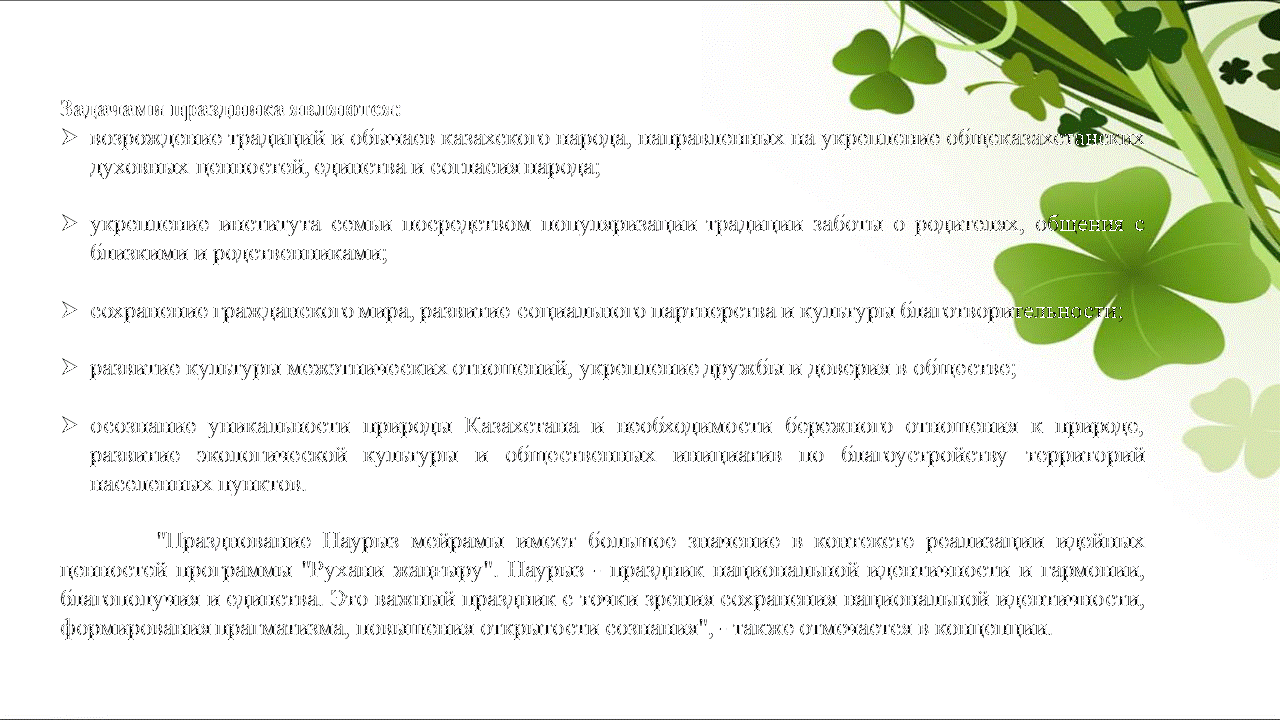 Задачами праздника являются:
➢ возрождение традиций и обычаев казахского народа, направленных на укрепление общеказахстанских
духовных ценностей, единства и согласия народа;
➢ укрепление института семьи посредством популяризации традиции заботы о родителях, общения с
близкими и родственниками;
➢ сохранение гражданского мира, развитие социального партнерства и культуры благотворительности;
➢ развитие культуры межэтнических отношений, укрепление дружбы и доверия в обществе;
➢ осознание уникальности природы Казахстана и необходимости бережного отношения к природе,
развитие экологической культуры и общественных инициатив по благоустройству территорий
населенных пунктов.
"Празднование Наурыз мейрамы имеет большое значение в контексте реализации идейных
ценностей программы "Рухани жаңғыру". Наурыз - праздник национальной идентичности и гармонии,
благополучия и единства. Это важный праздник с точки зрения сохранения национальной идентичности,
формирования прагматизма, повышения открытости сознания", - также отмечается в концепции.